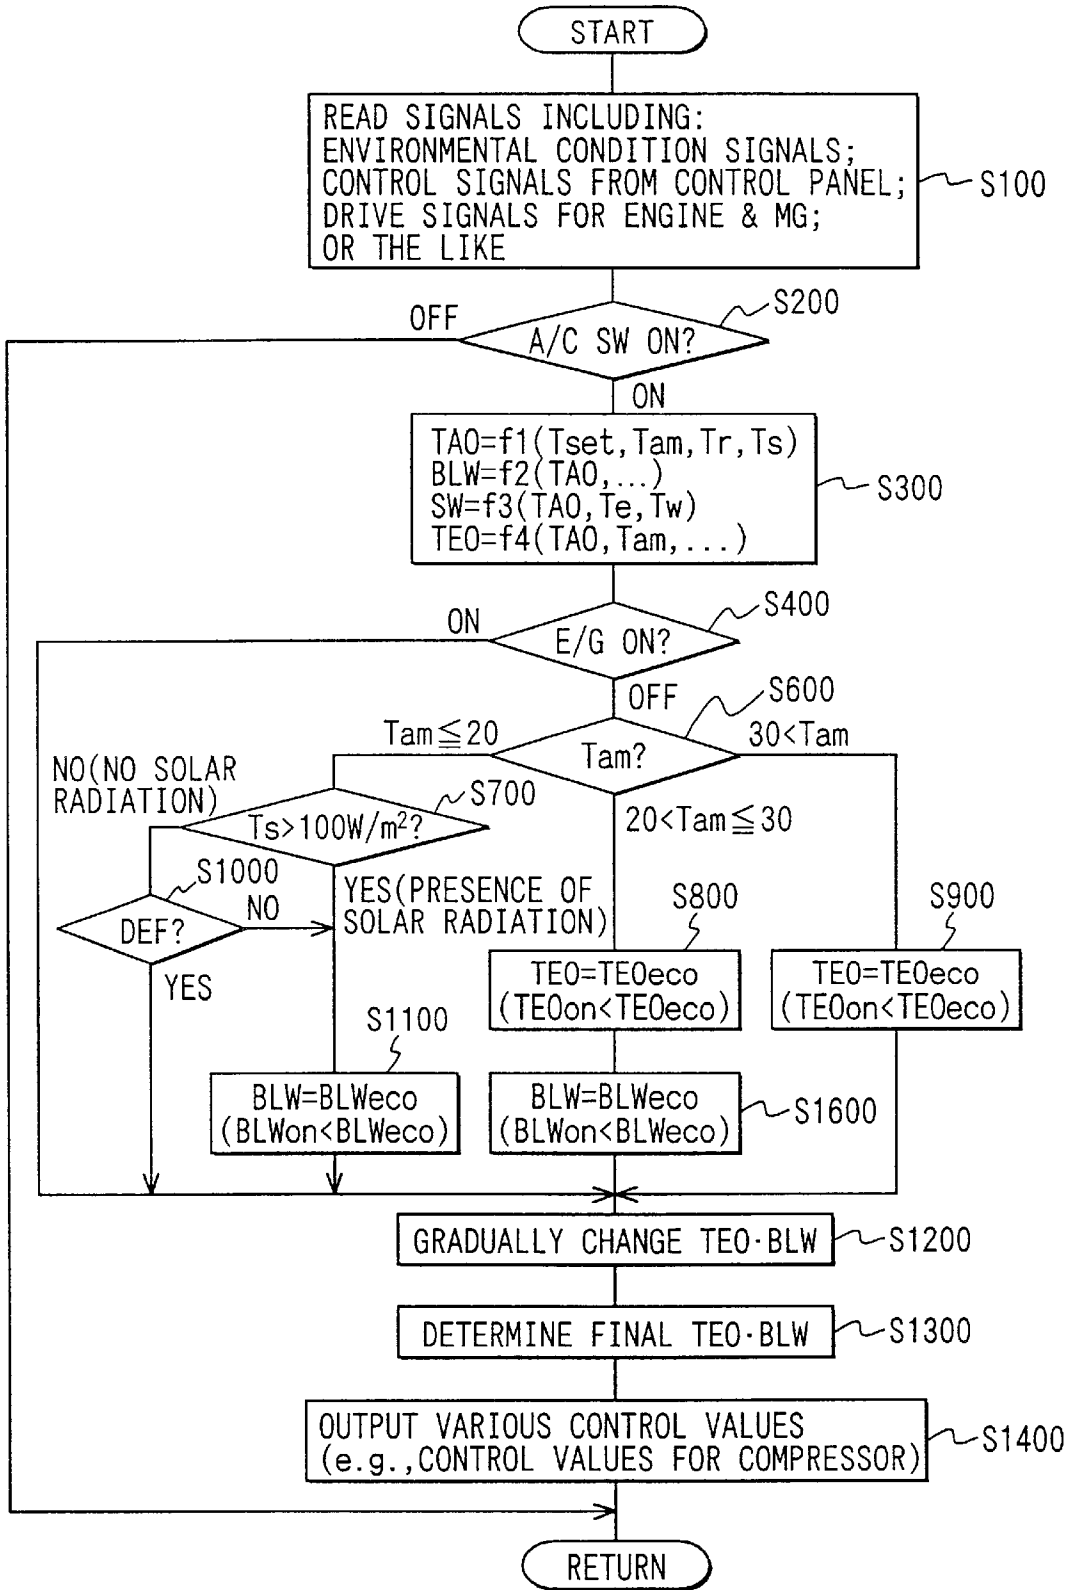 START
READ SIGNALS INCLUDING:
ENVIRONMENTAL CONDITION SIGNALS;
CONTROL SIGNALS FROM CONTROL PANEL;
DRIVE SIGNALS FOR ENGINE & MG;
OR THE LIKE
S100
S200
OFF
A/C SW ON?
ON
TAO=f1(Tset,Tam,Tr,Ts)
BLW=f2(TAO,...)
SW=f3(TAO,Te,Tw)
TEO=f4(TAO,Tam,...)
S300
S400
ON
E/G ON?
OFF
S600
Tam≦20
30<Tam
Tam?
NO(NO SOLAR
RADIATION)
S700
Ts>100W/m²?
20<Tam≦30
S1000
YES(PRESENCE OF
SOLAR RADIATION)
NO
DEF?
YES
S800
S900
TEO=TEOeco
(TEOon<TEOeco)
TEO=TEOeco
(TEOon<TEOeco)
S1100
BLW=BLWeco
(BLWon<BLWeco)
BLW=BLWeco
(BLWon<BLWeco)
S1600
GRADUALLY CHANGE TEO·BLW
S1200
DETERMINE FINAL TEO·BLW
S1300
OUTPUT VARIOUS CONTROL VALUES
(e.g.,CONTROL VALUES FOR COMPRESSOR)
S1400
RETURN